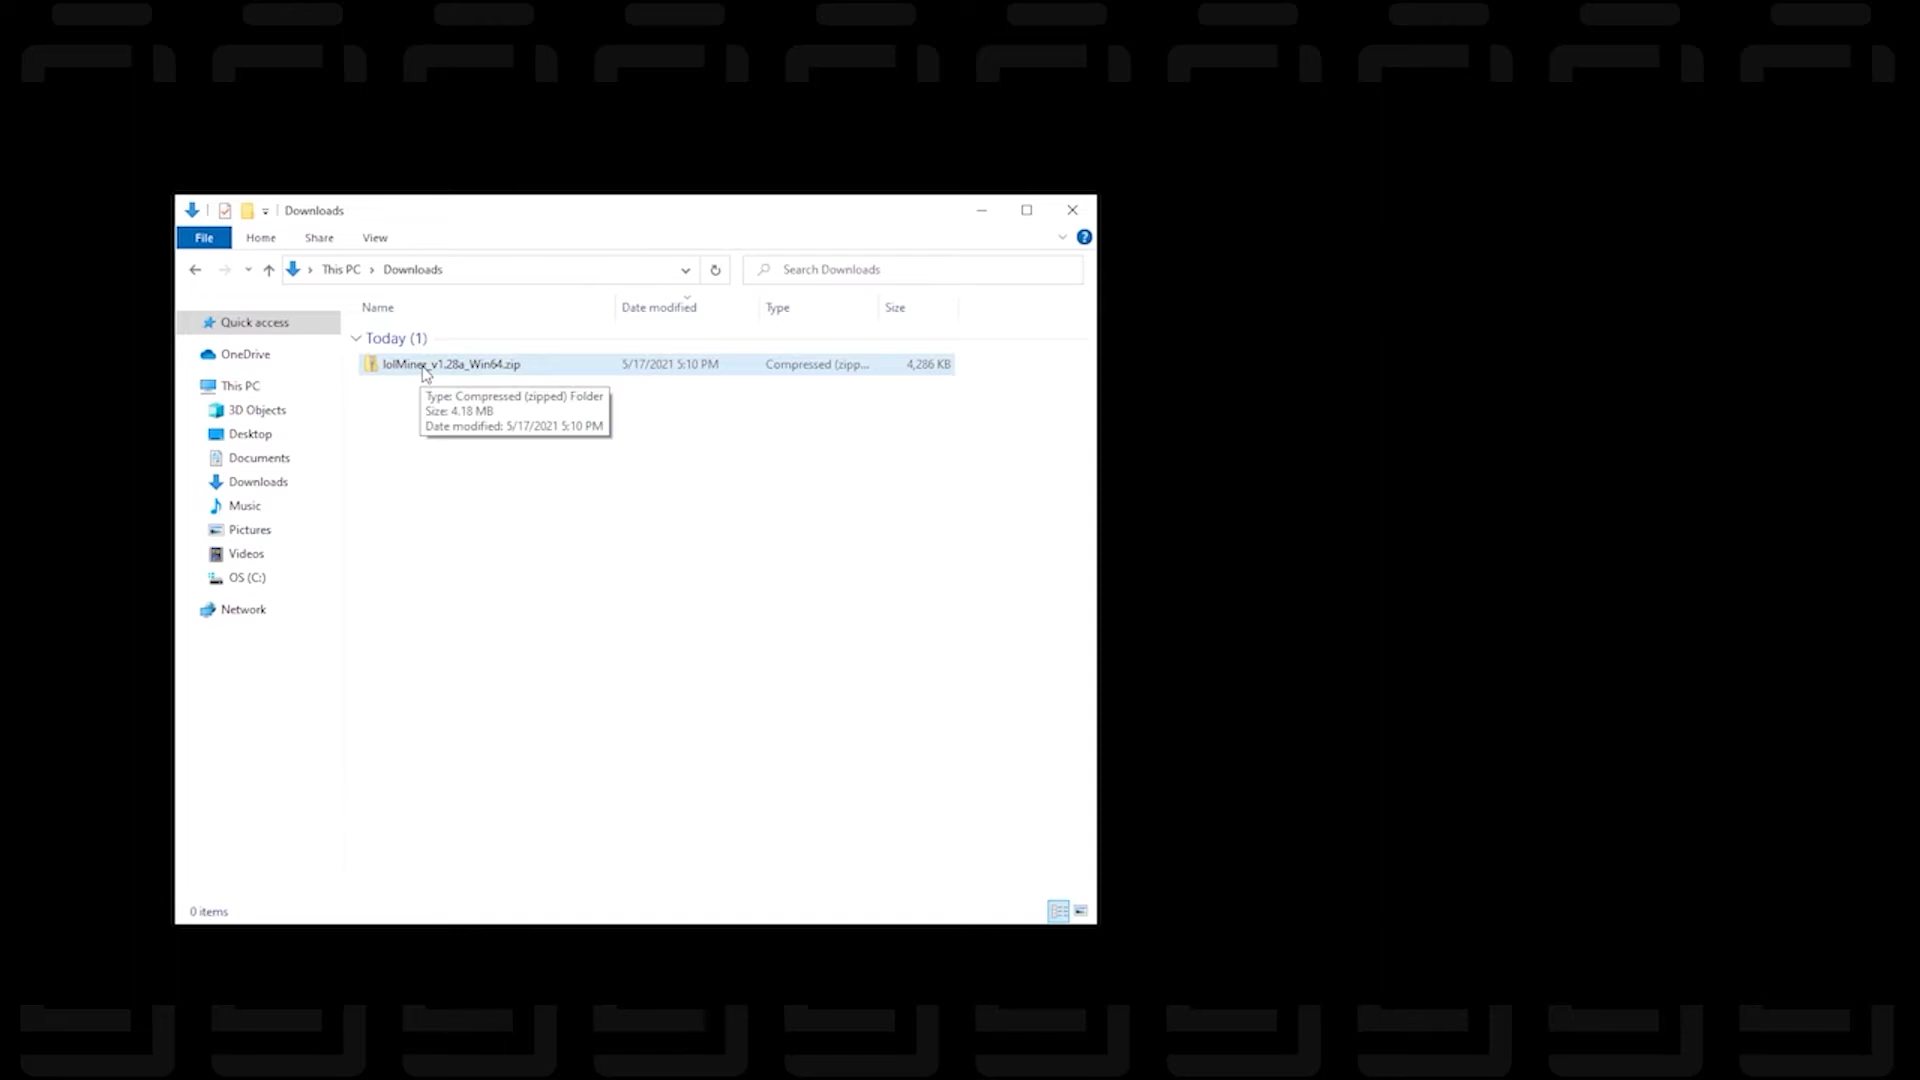 Downloads
File Home Share View
This PC Downloads
Search Downloads
Name Date modified Type Size
Quick access
Today (1)
OneDrive
lolMiner_v1.28a_Win64.zip 5/17/2021 5:10 PM Compressed (zipp... 4,286 KB
This PC
Type: Compressed (zipped) Folder
Size: 4.18 MB
Date modified: 5/17/2021 5:10 PM
3D Objects
Desktop
Documents
Downloads
Music
Pictures
Videos
OS (C:)
Network
0 items